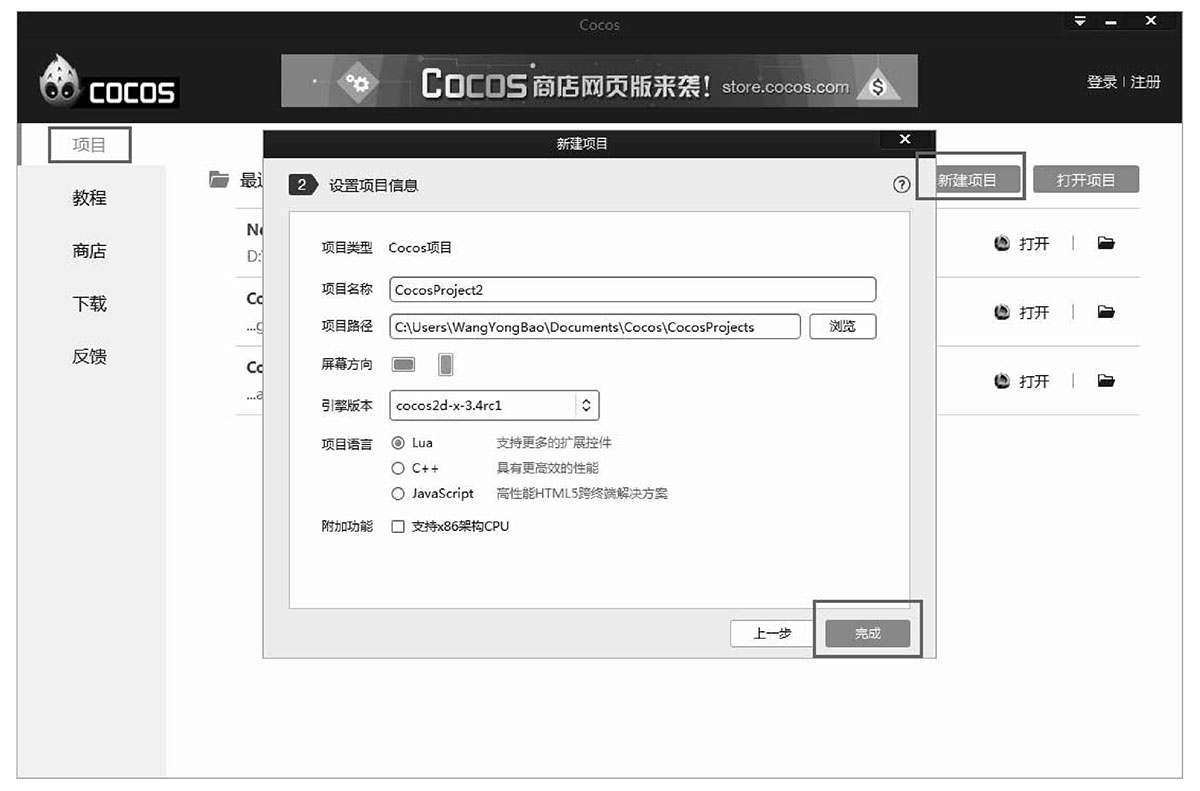 Cocos
COCOS
COCOS 商店网页版来袭! store.cocos.com
登录 | 注册
项目
教程
商店
下载
反馈
最近
新建项目
打开项目
D:\
打开
Co
...g
打开
Co
...a
打开
新建项目
2 设置项目信息
?
项目类型 Cocos项目
项目名称 CocosProject2
项目路径 C:\Users\WangYongBao\Documents\Cocos\CocosProjects 浏览
屏幕方向
引擎版本 cocos2d-x-3.4rc1
项目语言 Lua 支持更多的扩展控件
C++ 具有更高效的性能
JavaScript 高性能HTML5跨终端解决方案
附加功能 支持x86架构CPU
上一步 完成